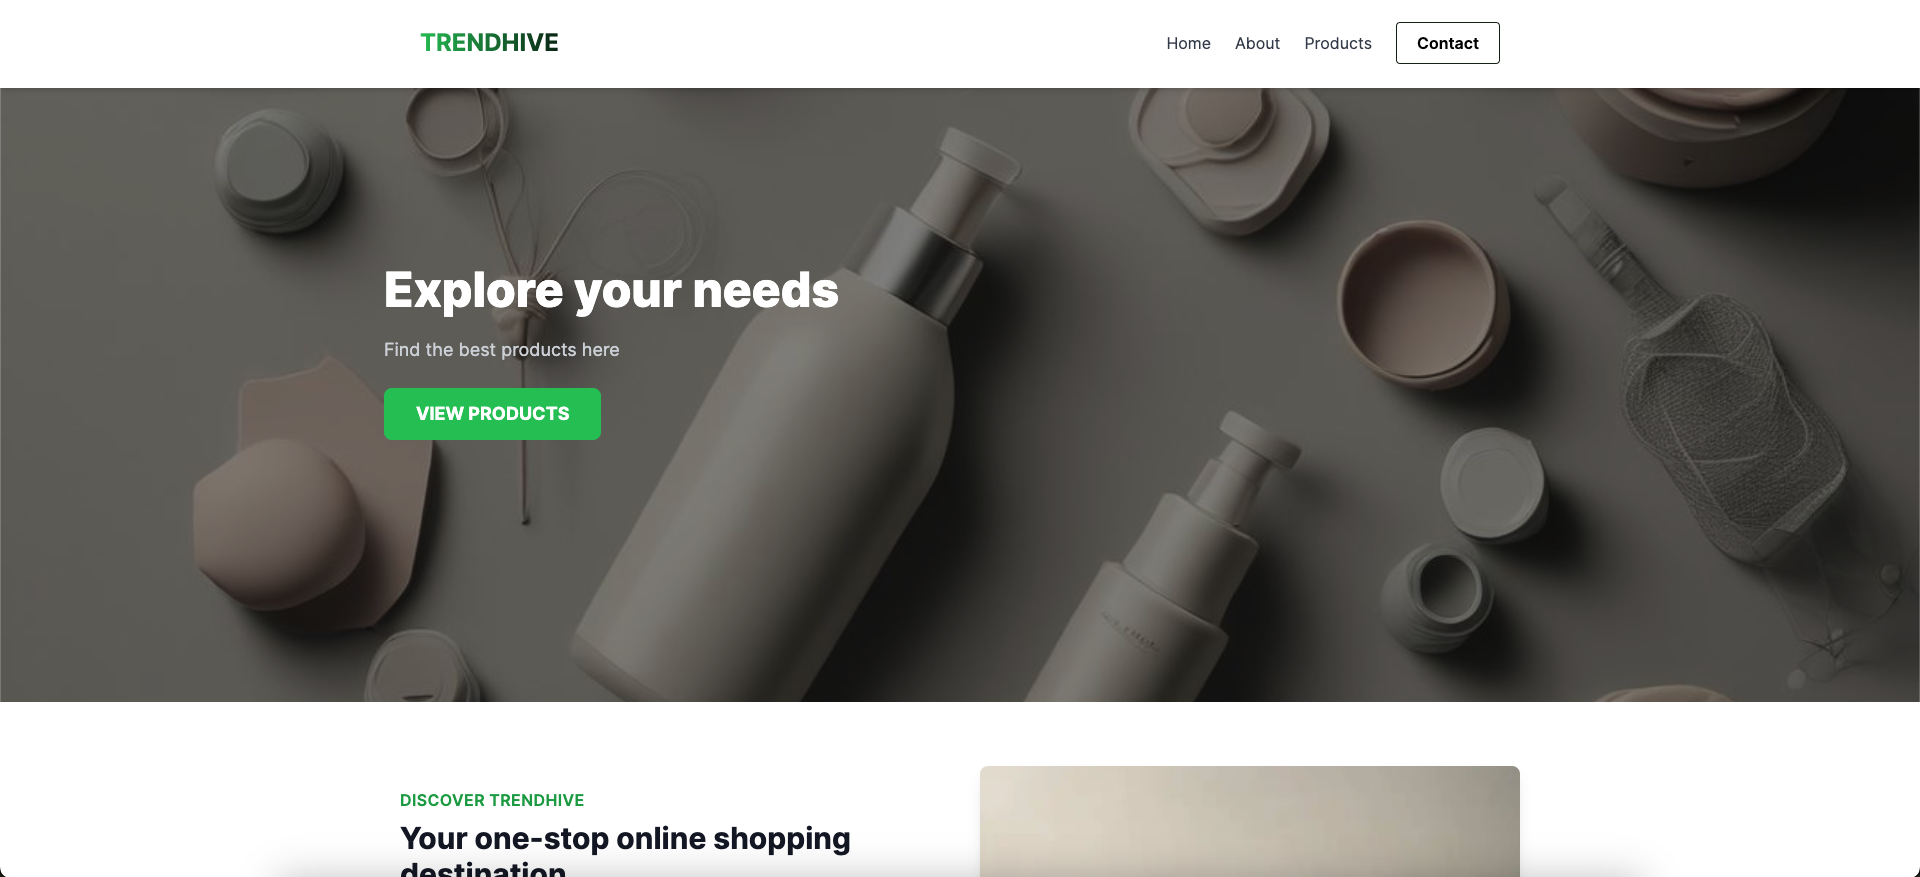 TRENDHIVE
Home About Products Contact
Explore your needs
Find the best products here
VIEW PRODUCTS
DISCOVER TRENDHIVE
Your one-stop online shopping
destination